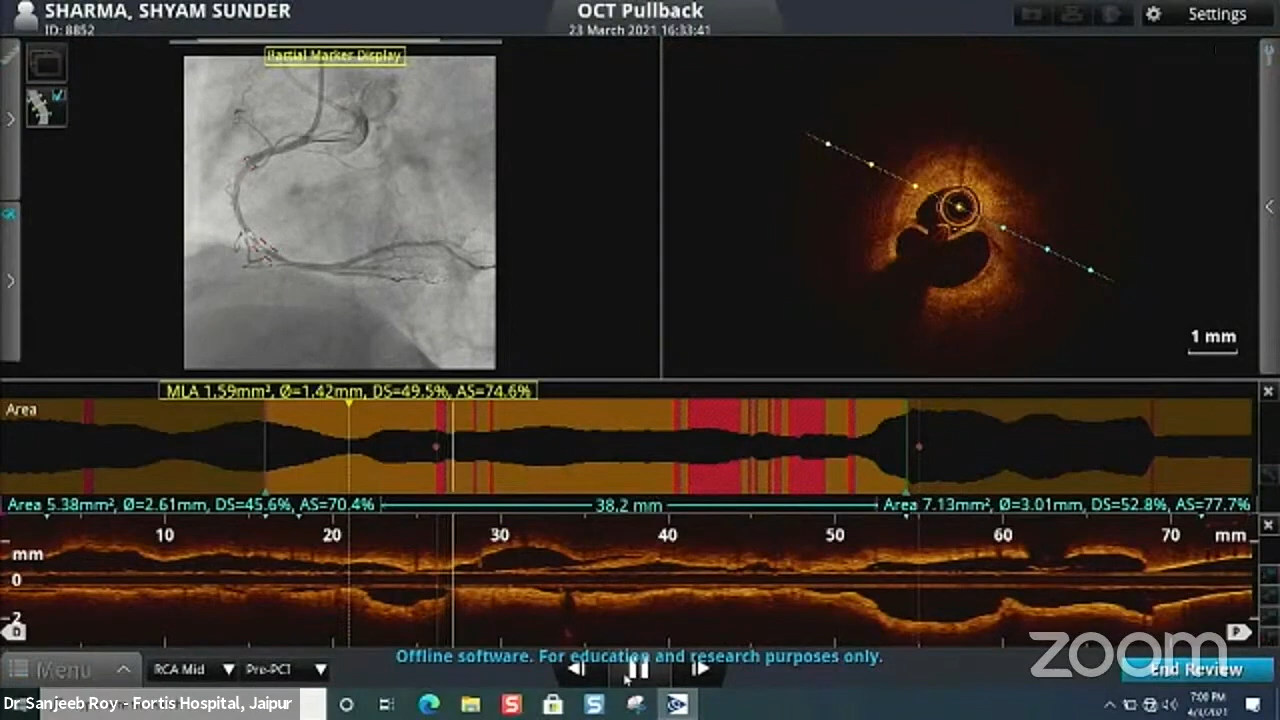 SHARMA, SHYAM SUNDER
ID: 8852
OCT Pullback
23 March 2021 16:33:41
Settings
Partial Marker Display
1 mm
MLA 1.59mm², Ø=1.42mm, DS=49.5%, AS=74.6%
Area
Area 5.38mm², Ø=2.61mm, DS=45.6%, AS=70.4%
38.2 mm
Area 7.13mm², Ø=3.01mm, DS=52.8%, AS=77.7%
10 20 30 40 50 60 70 mm
mm
0
-2
D
P
zoom
Menu
RCA Mid
Pre-PCI
Offline software. For education and research purposes only.
End Review
Dr Sanjeeb Roy - Fortis Hospital, Jaipur
7:00 PM